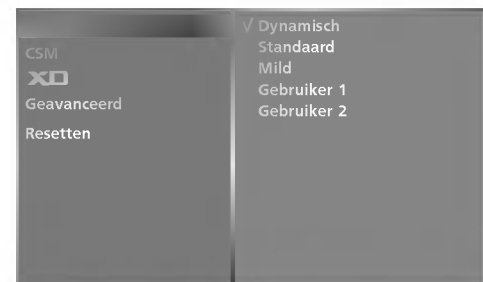 CSM
XD
Geavanceerd
Resetten
√ Dynamisch
Standaard
Mild
Gebruiker 1
Gebruiker 2